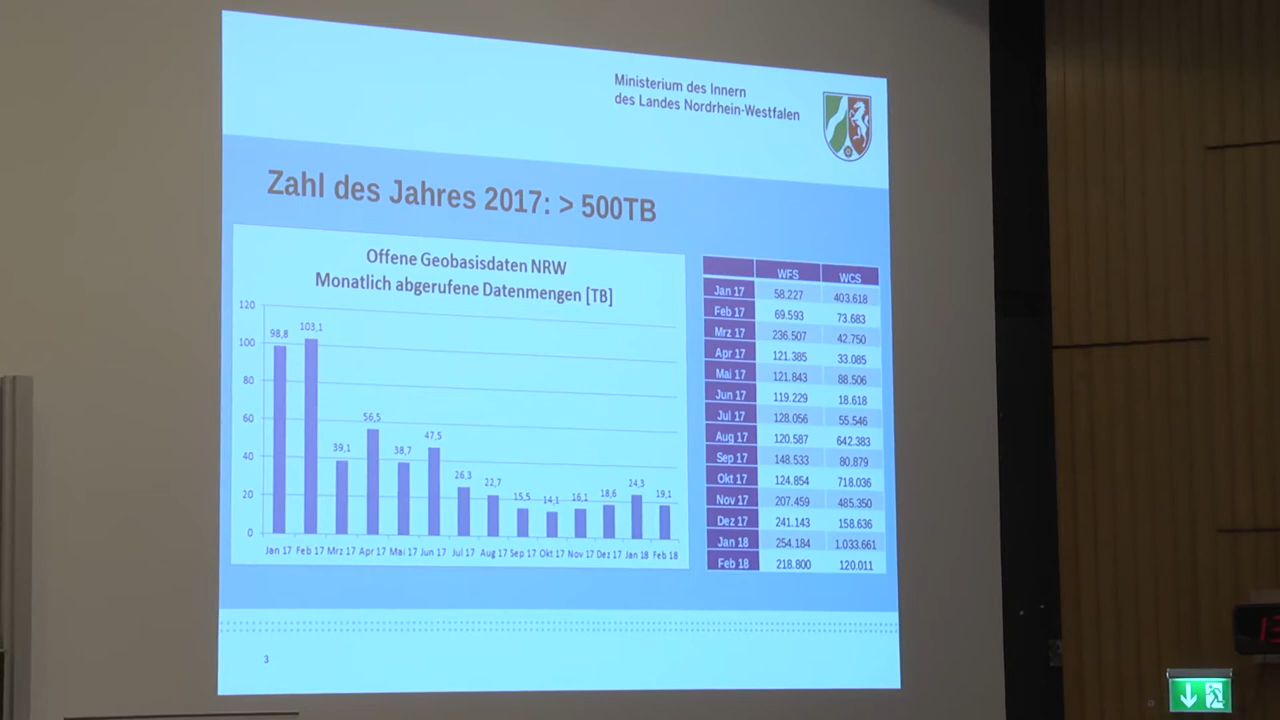 Ministerium des Innern
des Landes Nordrhein-Westfalen
Zahl des Jahres 2017: > 500TB
Offene Geobasisdaten NRW
Monatlich abgerufene Datenmengen [TB]
120
100
80
60
40
20
0
98,8
103,1
39,1
56,5
38,7
47,5
26,3
22,7
15,5
14,1
16,1
18,6
24,3
19,1
Jan 17 Feb 17 Mrz 17 Apr 17 Mai 17 Jun 17 Jul 17 Aug 17 Sep 17 Okt 17 Nov 17 Dez 17 Jan 18 Feb 18
WFS WCS
Jan 17 58.227 403.618
Feb 17 69.593 73.683
Mrz 17 236.507 42.750
Apr 17 121.385 33.085
Mai 17 121.843 88.506
Jun 17 119.229 18.618
Jul 17 128.056 55.546
Aug 17 120.587 642.383
Sep 17 148.533 80.879
Okt 17 124.854 718.036
Nov 17 207.459 485.350
Dez 17 241.143 158.636
Jan 18 254.184 1.033.661
Feb 18 218.800 120.011
3